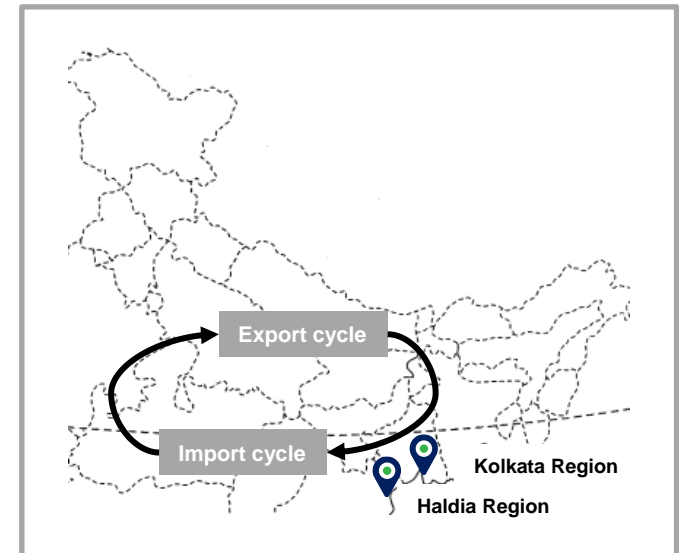 Export cycle
Import cycle
Kolkata Region
Haldia Region